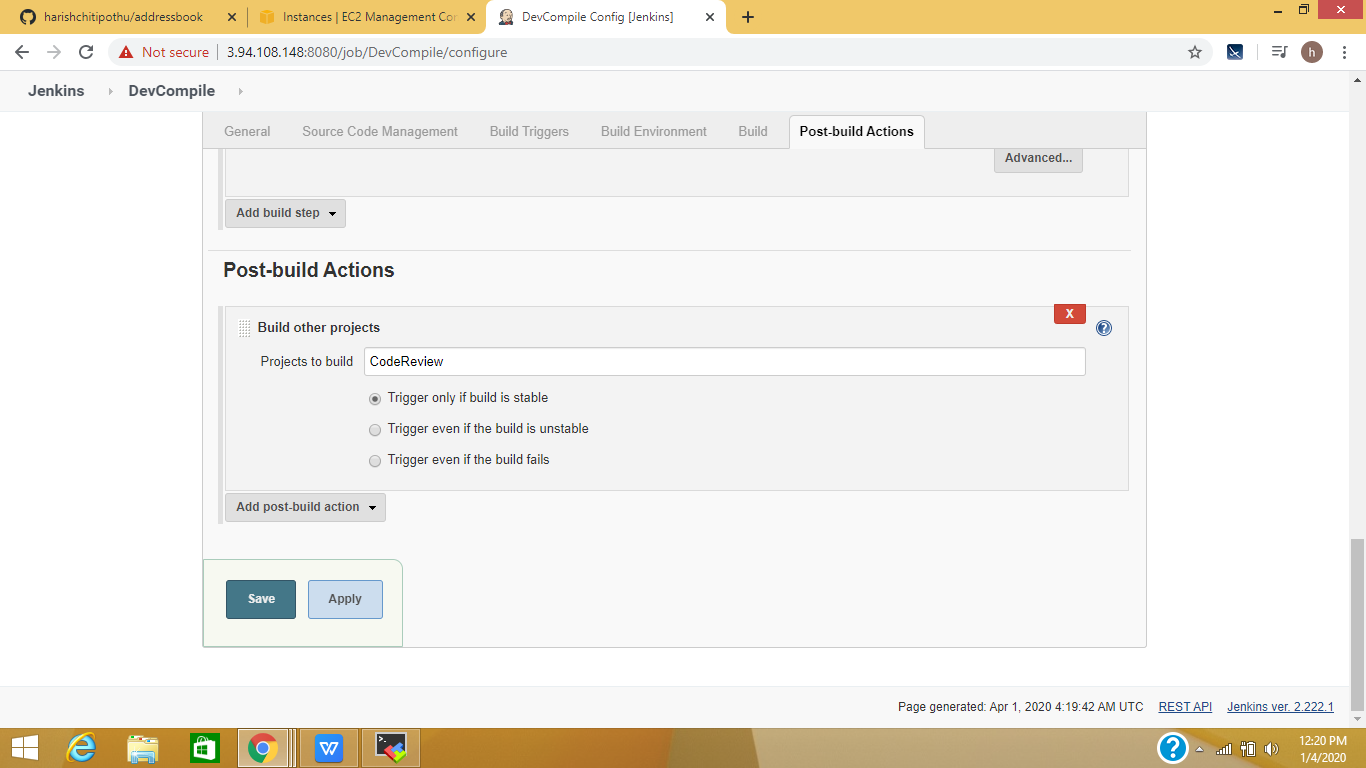 harishchitipothu/addressbook
Instances | EC2 Management Con
DevCompile Config [Jenkins]
Not secure
3.94.108.148:8080/job/DevCompile/configure
h
Jenkins
DevCompile
General
Source Code Management
Build Triggers
Build Environment
Build
Post-build Actions
Advanced...
Add build step
Post-build Actions
X
Build other projects
?
Projects to build
CodeReview
Trigger only if build is stable
Trigger even if the build is unstable
Trigger even if the build fails
Add post-build action
Save
Apply
Page generated: Apr 1, 2020 4:19:42 AM UTC
REST API
Jenkins ver. 2.222.1
W
?
12:20 PM
1/4/2020